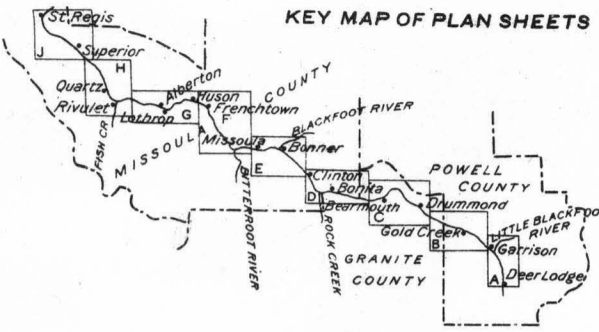 KEY MAP OF PLAN SHEETS
St. Regis
J
Superior
H
Quartz
Rivulet
Alberton
Lothrop
G
Huson
Frenchtown
F
COUNTY
MISSOULA
FISH CR
Missoula
BLACKFOOT RIVER
Bonner
E
BITTERROOT RIVER
Clinton
D
Bonita
Bearmouth
ROCK CREEK
C
POWELL
COUNTY
Drummond
Gold Creek
B
GRANITE
COUNTY
LITTLE BLACKFOO
RIVER
Garrison
A
Deer Lodge